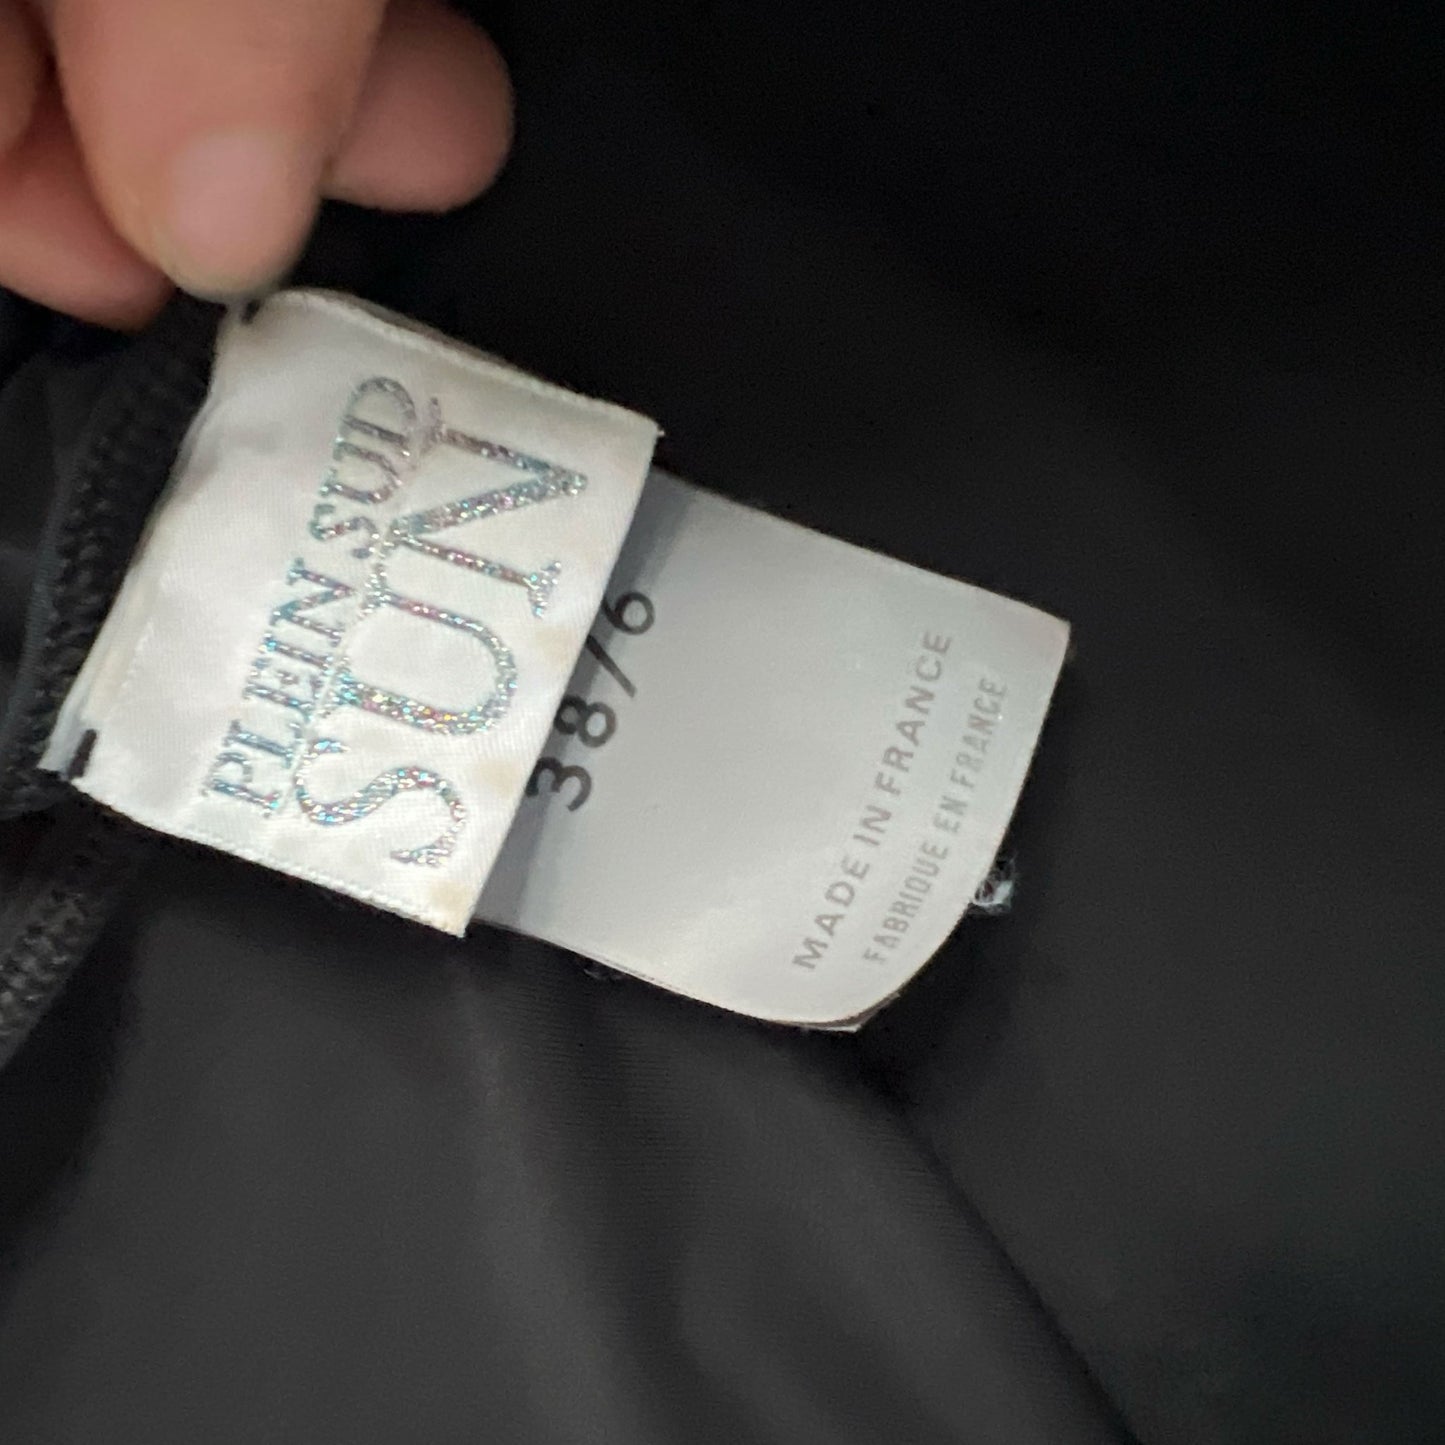 PLEIN SUD
SUN
38/6
MADE IN FRANCE
FABRIQUE EN FRANCE